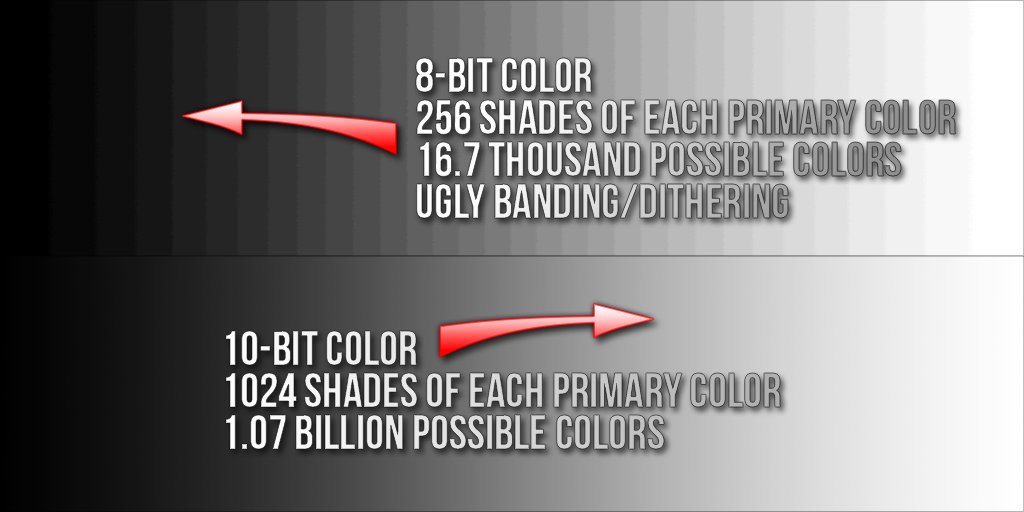 8-BIT COLOR
256 SHADES OF EACH PRIMARY COLOR
16.7 THOUSAND POSSIBLE COLORS
UGLY BANDING/DITHERING
10-BIT COLOR
1024 SHADES OF EACH PRIMARY COLOR
1.07 BILLION POSSIBLE COLORS